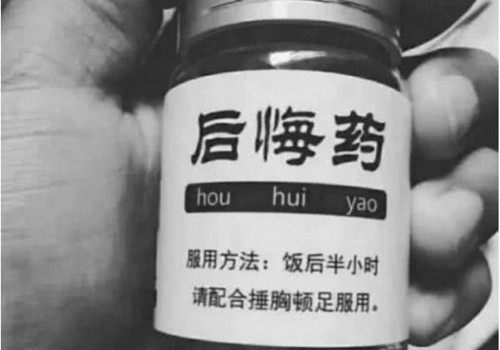 后悔药
hou hui yao
服用方法：饭后半小时
请配合捶胸顿足服用。